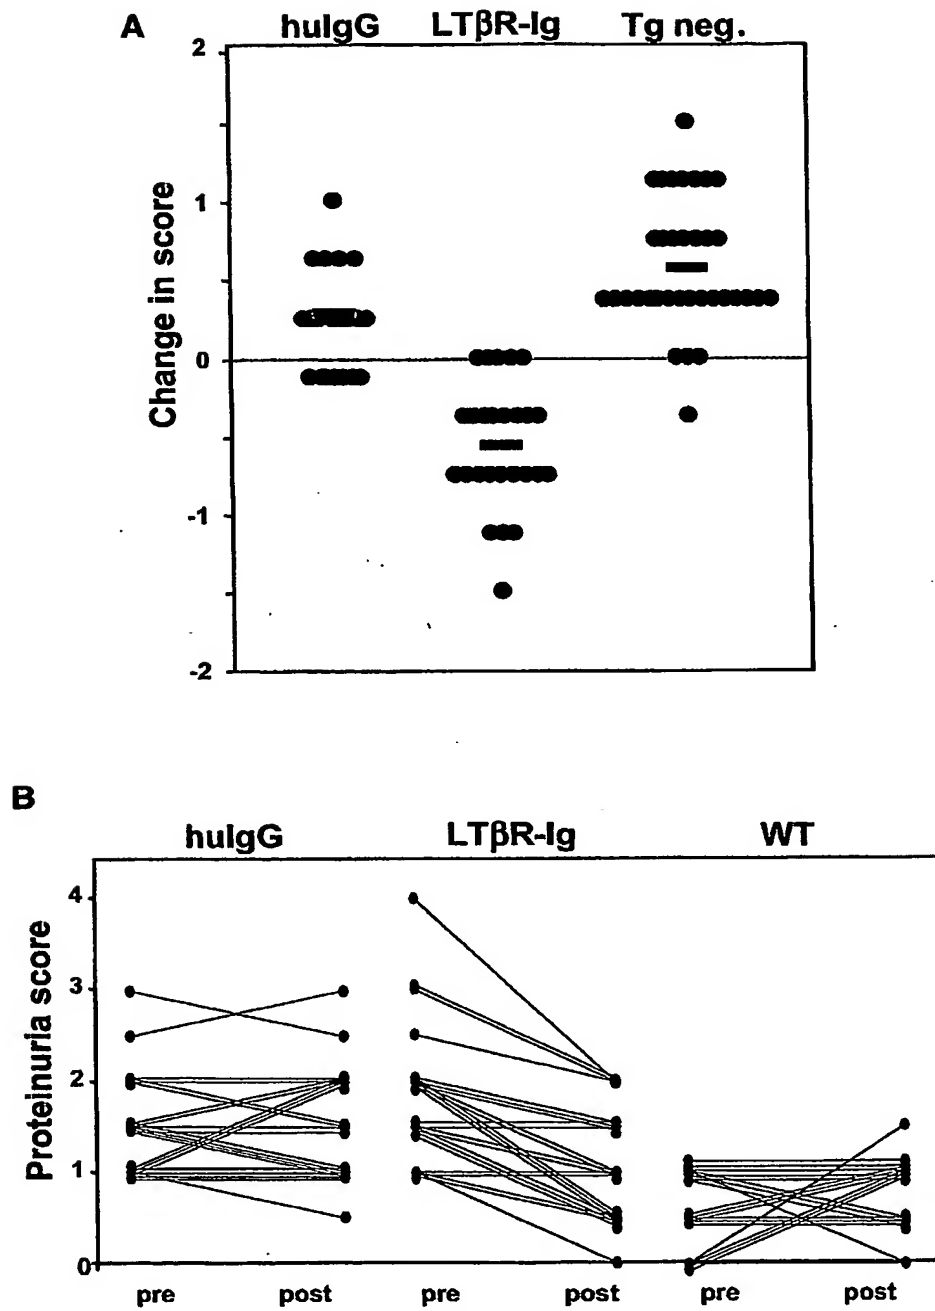 A
huIgG LTβR-Ig Tg neg.
2
1
0
-1
-2
Change in score
B
huIgG LTβR-Ig WT
4
3
2
1
0
Proteinuria score
pre post pre post pre post